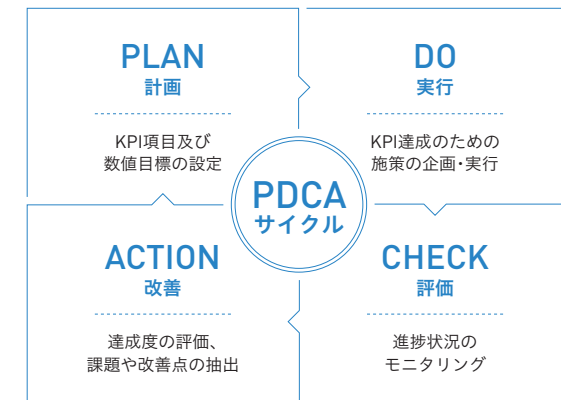 PLAN
計画
KPI項目及び
数値目標の設定
DO
実行
KPI達成のための
施策の企画・実行
PDCA
サイクル
ACTION
改善
達成度の評価、
課題や改善点の抽出
CHECK
評価
進捗状況の
モニタリング